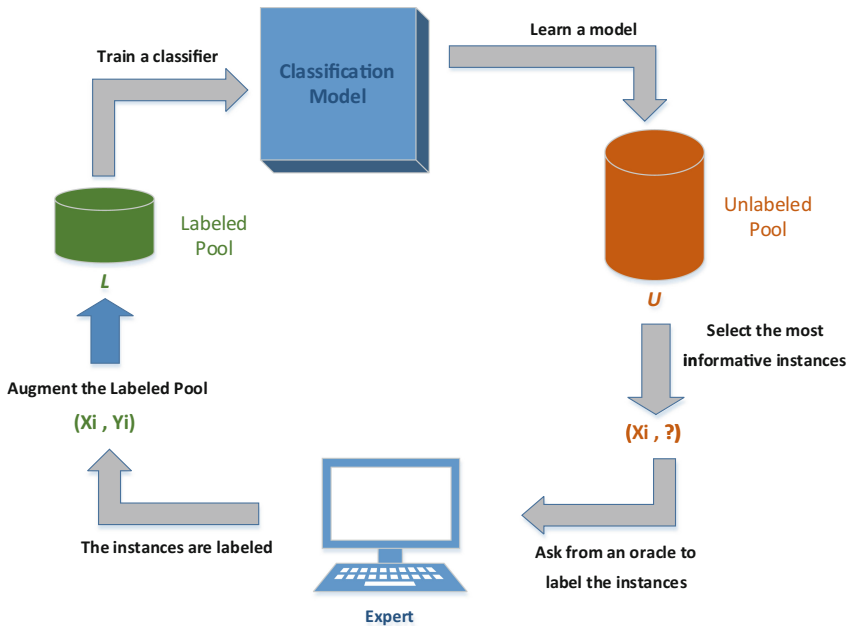 Train a classifier
Classification
Model
Learn a model
Labeled
Pool
L
Unlabeled
Pool
U
Select the most
informative instances
(Xi , ?)
Ask from an oracle to
label the instances
Expert
The instances are labeled
(Xi , Yi)
Augment the Labeled Pool